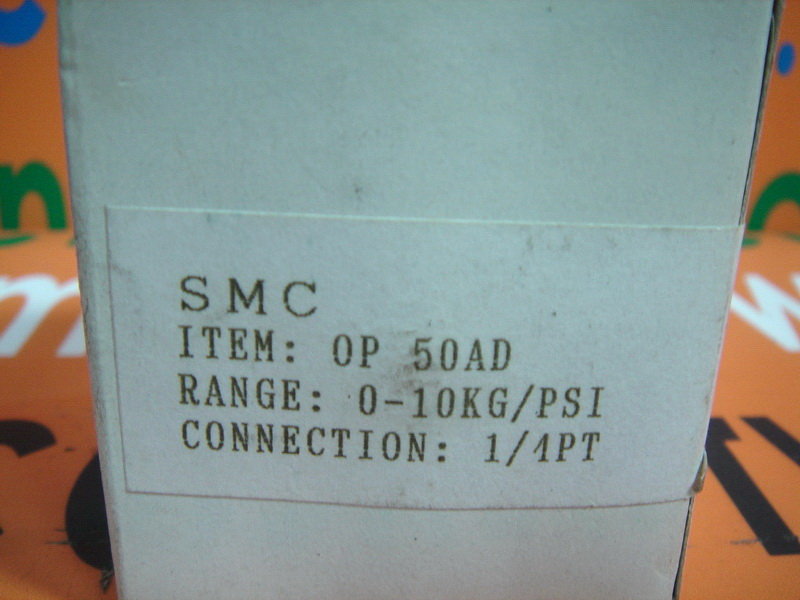 SMC
ITEM: OP 50AD
RANGE: 0-10KG/PSI
CONNECTION: 1/4PT